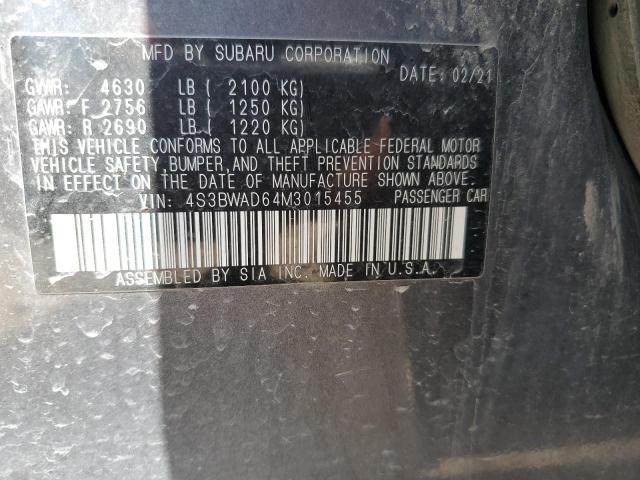 MFD BY SUBARU CORPORATION
DATE: 02/21
GVWR: 4630 LB ( 2100 KG)
GAWR: F 2756 LB ( 1250 KG)
GAWR: R 2690 LB ( 1220 KG)
THIS VEHICLE CONFORMS TO ALL APPLICABLE FEDERAL MOTOR
VEHICLE SAFETY,BUMPER,AND THEFT PREVENTION STANDARDS
IN EFFECT ON THE DATE OF MANUFACTURE SHOWN ABOVE.
VIN: 4S3BWAD64M3015455 PASSENGER CAR
ASSEMBLED BY SIA INC. MADE IN U.S.A.